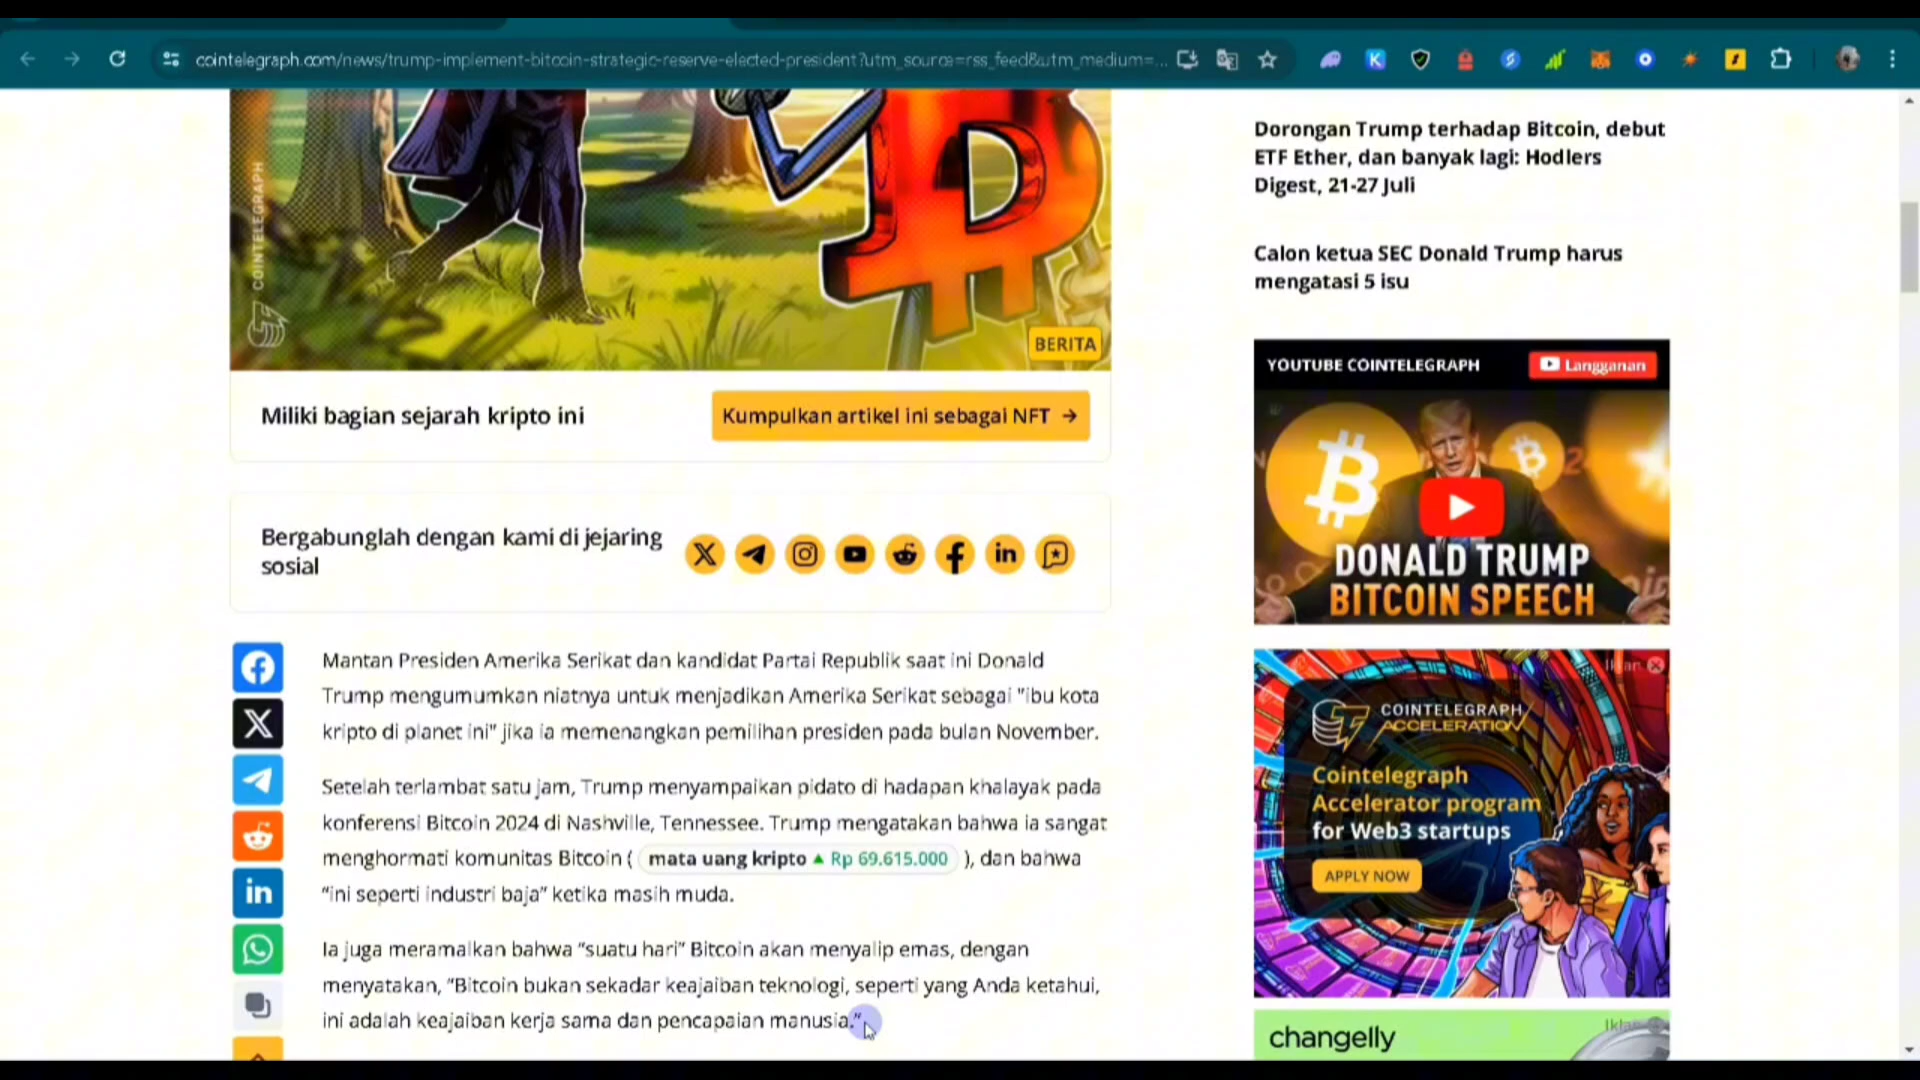 cointelegraph.com/news/trump-implement-bitcoin-strategic-reserve-elected-president?utm_source=rss_feed&utm_medium=...
COINTELEGRAPH
BERITA
Miliki bagian sejarah kripto ini
Kumpulkan artikel ini sebagai NFT →
Bergabunglah dengan kami di jejaring
sosial
Mantan Presiden Amerika Serikat dan kandidat Partai Republik saat ini Donald
Trump mengumumkan niatnya untuk menjadikan Amerika Serikat sebagai "ibu kota
kripto di planet ini" jika ia memenangkan pemilihan presiden pada bulan November.
Setelah terlambat satu jam, Trump menyampaikan pidato di hadapan khalayak pada
konferensi Bitcoin 2024 di Nashville, Tennessee. Trump mengatakan bahwa ia sangat
menghormati komunitas Bitcoin ( mata uang kripto ▲ Rp 69.615.000 ), dan bahwa
“ini seperti industri baja” ketika masih muda.
Ia juga meramalkan bahwa “suatu hari” Bitcoin akan menyalip emas, dengan
menyatakan, “Bitcoin bukan sekadar keajaiban teknologi, seperti yang Anda ketahui,
ini adalah keajaiban kerja sama dan pencapaian manusia.”
Dorongan Trump terhadap Bitcoin, debut
ETF Ether, dan banyak lagi: Hodlers
Digest, 21-27 Juli
Calon ketua SEC Donald Trump harus
mengatasi 5 isu
YOUTUBE COINTELEGRAPH
Langganan
DONALD TRUMP
BITCOIN SPEECH
Iklan
COINTELEGRAPH
ACCELERATION
Cointelegraph
Accelerator program
for Web3 startups
APPLY NOW
Iklan
changelly